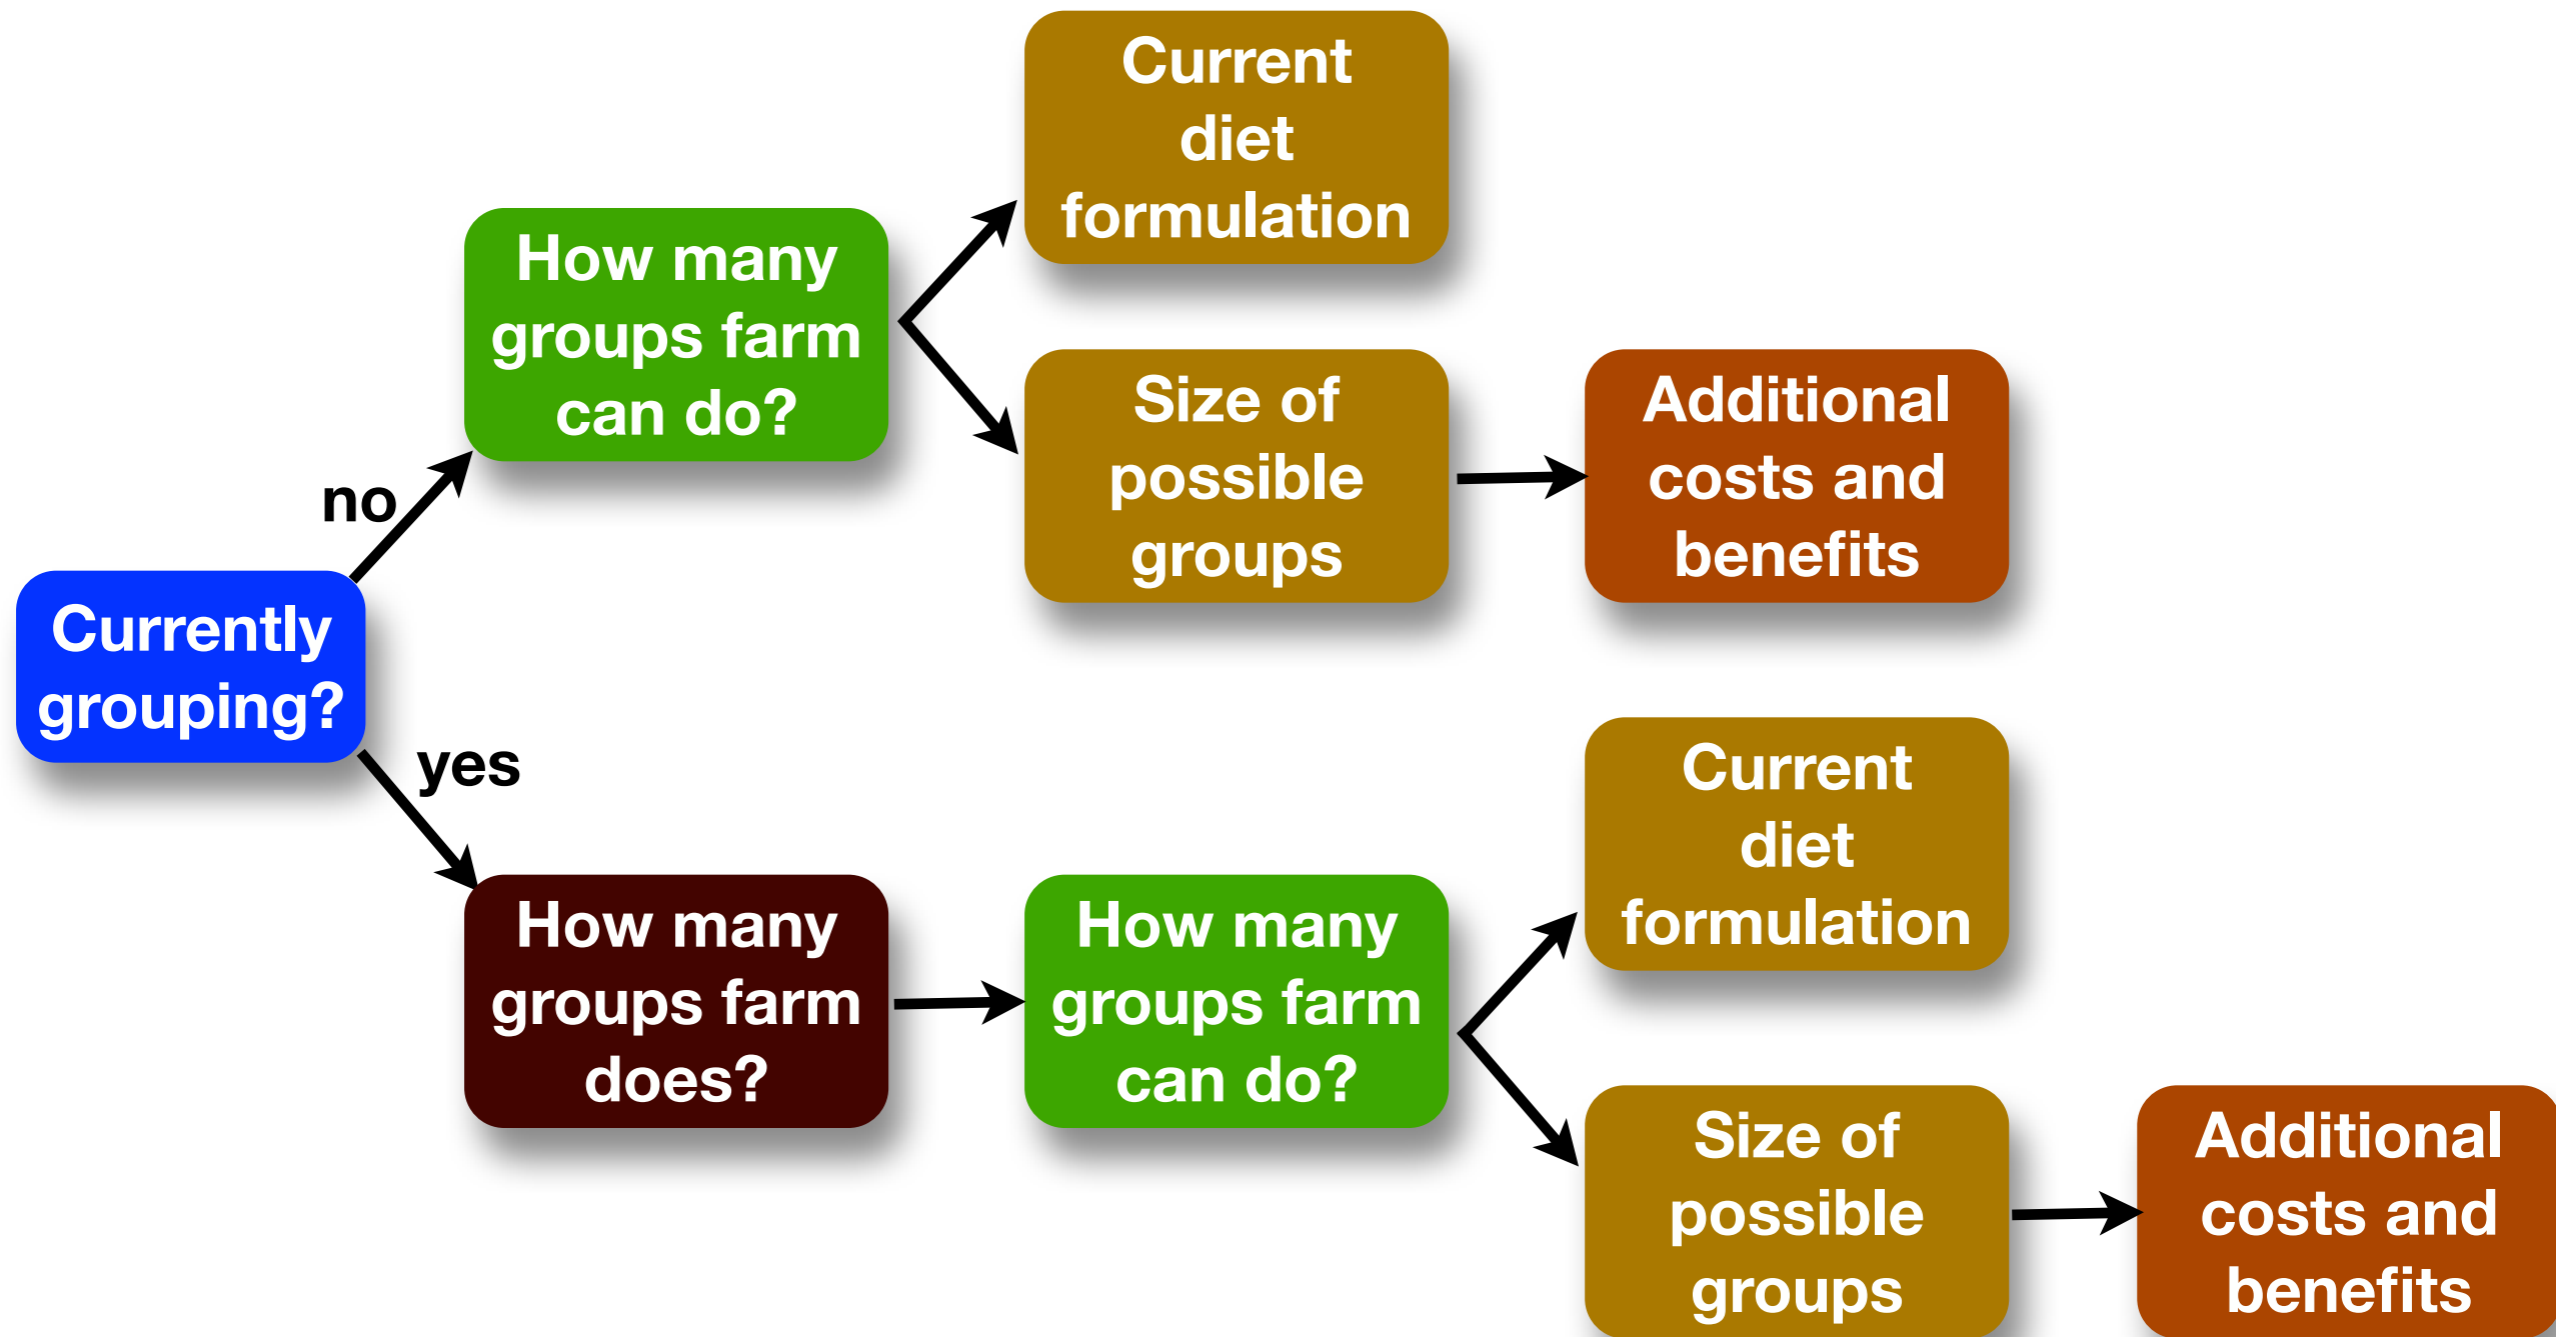 Currently
grouping?
no
How many
groups farm
can do?
Current
diet
formulation
Size of
possible
groups
Additional
costs and
benefits
yes
How many
groups farm
does?
How many
groups farm
can do?
Current
diet
formulation
Size of
possible
groups
Additional
costs and
benefits